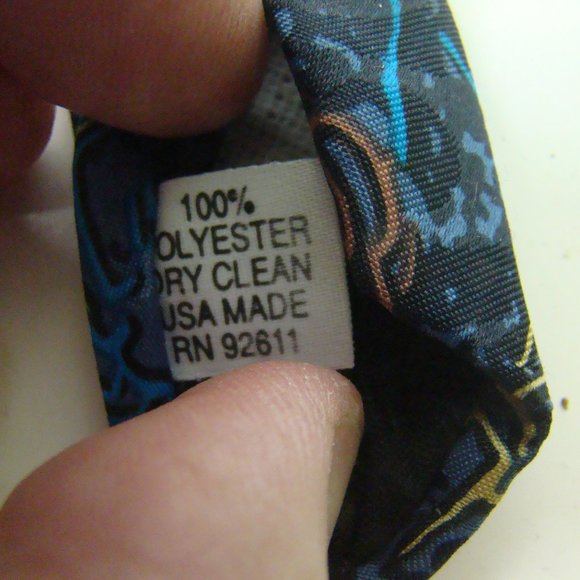 100%
OLYESTER
DRY CLEAN
USA MADE
RN 92611